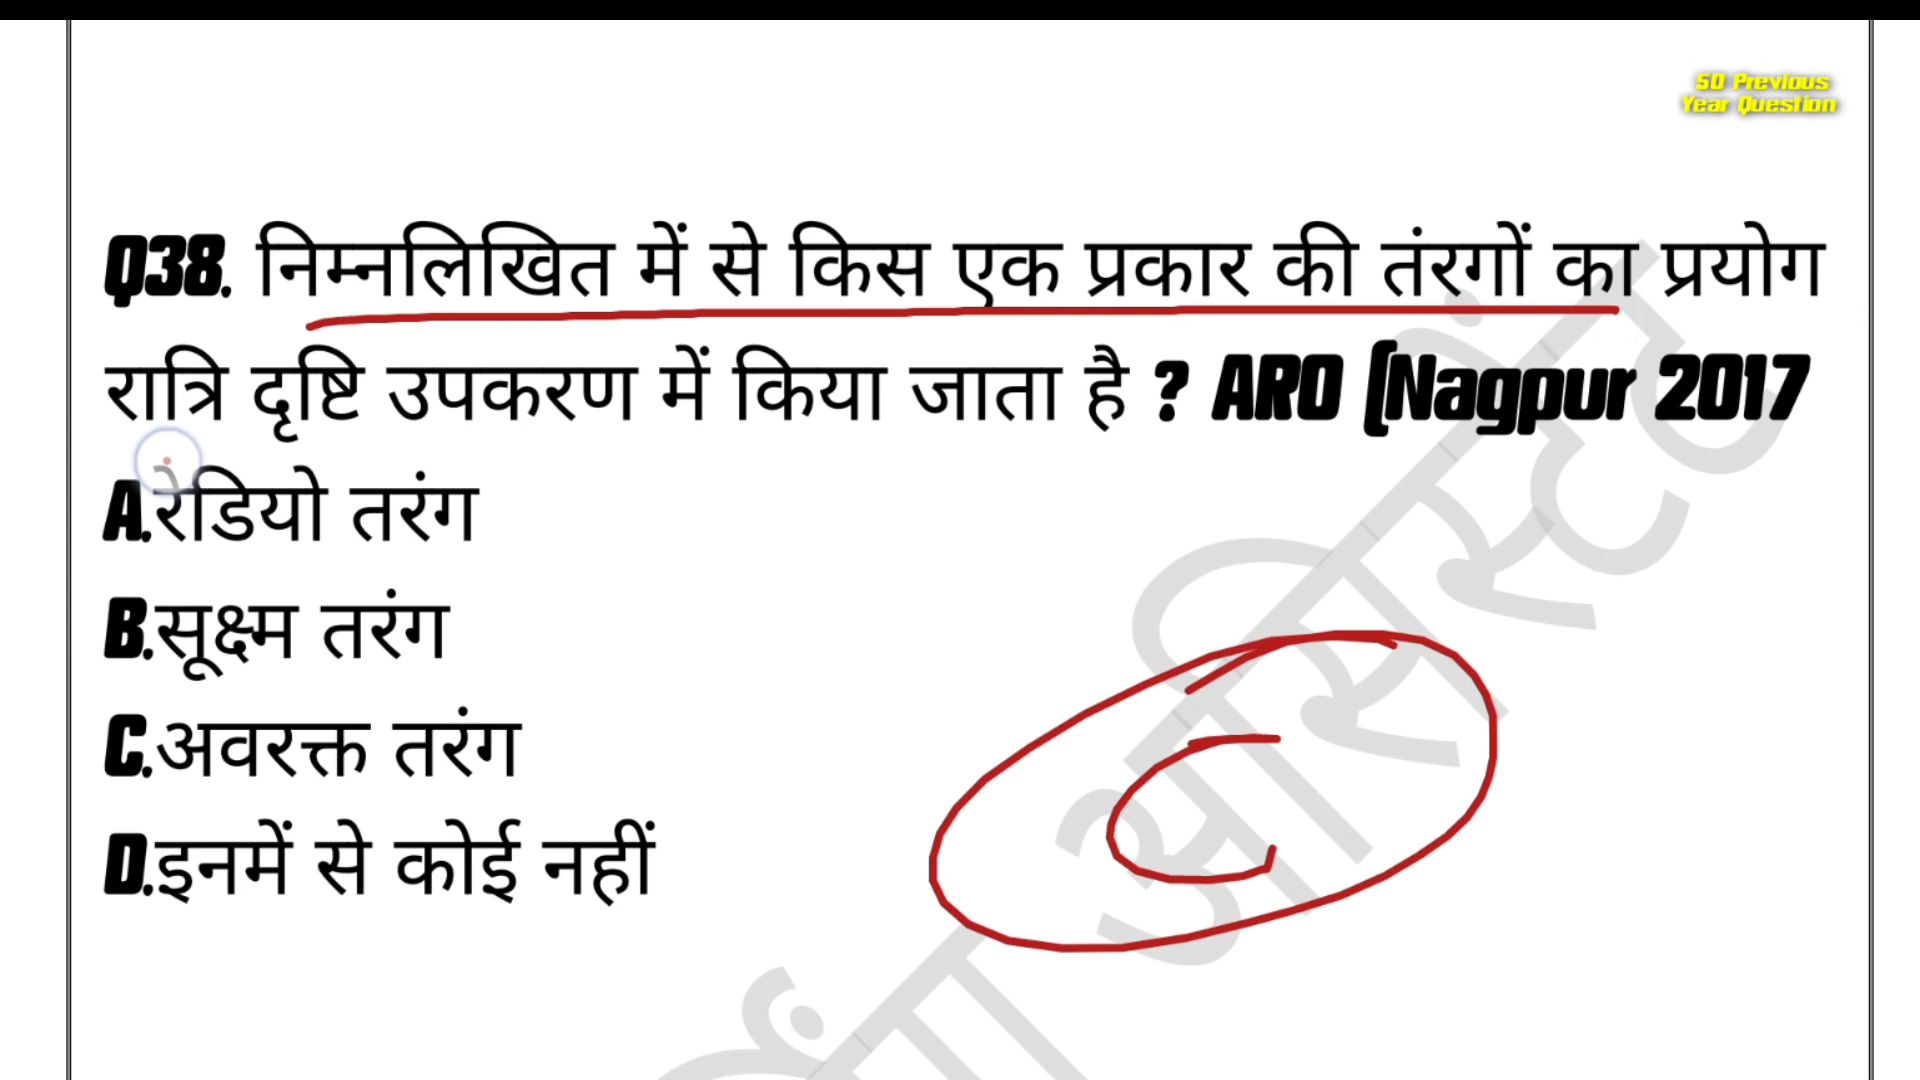 50 Previous
Year Question
Q38. निम्नलिखित में से किस एक प्रकार की तंरगों का प्रयोग
रात्रि दृष्टि उपकरण में किया जाता है ? ARO (Nagpur 2017
A.रेडियो तरंग
B.सूक्ष्म तरंग
C.अवरक्त तरंग
D.इनमें से कोई नहीं
C